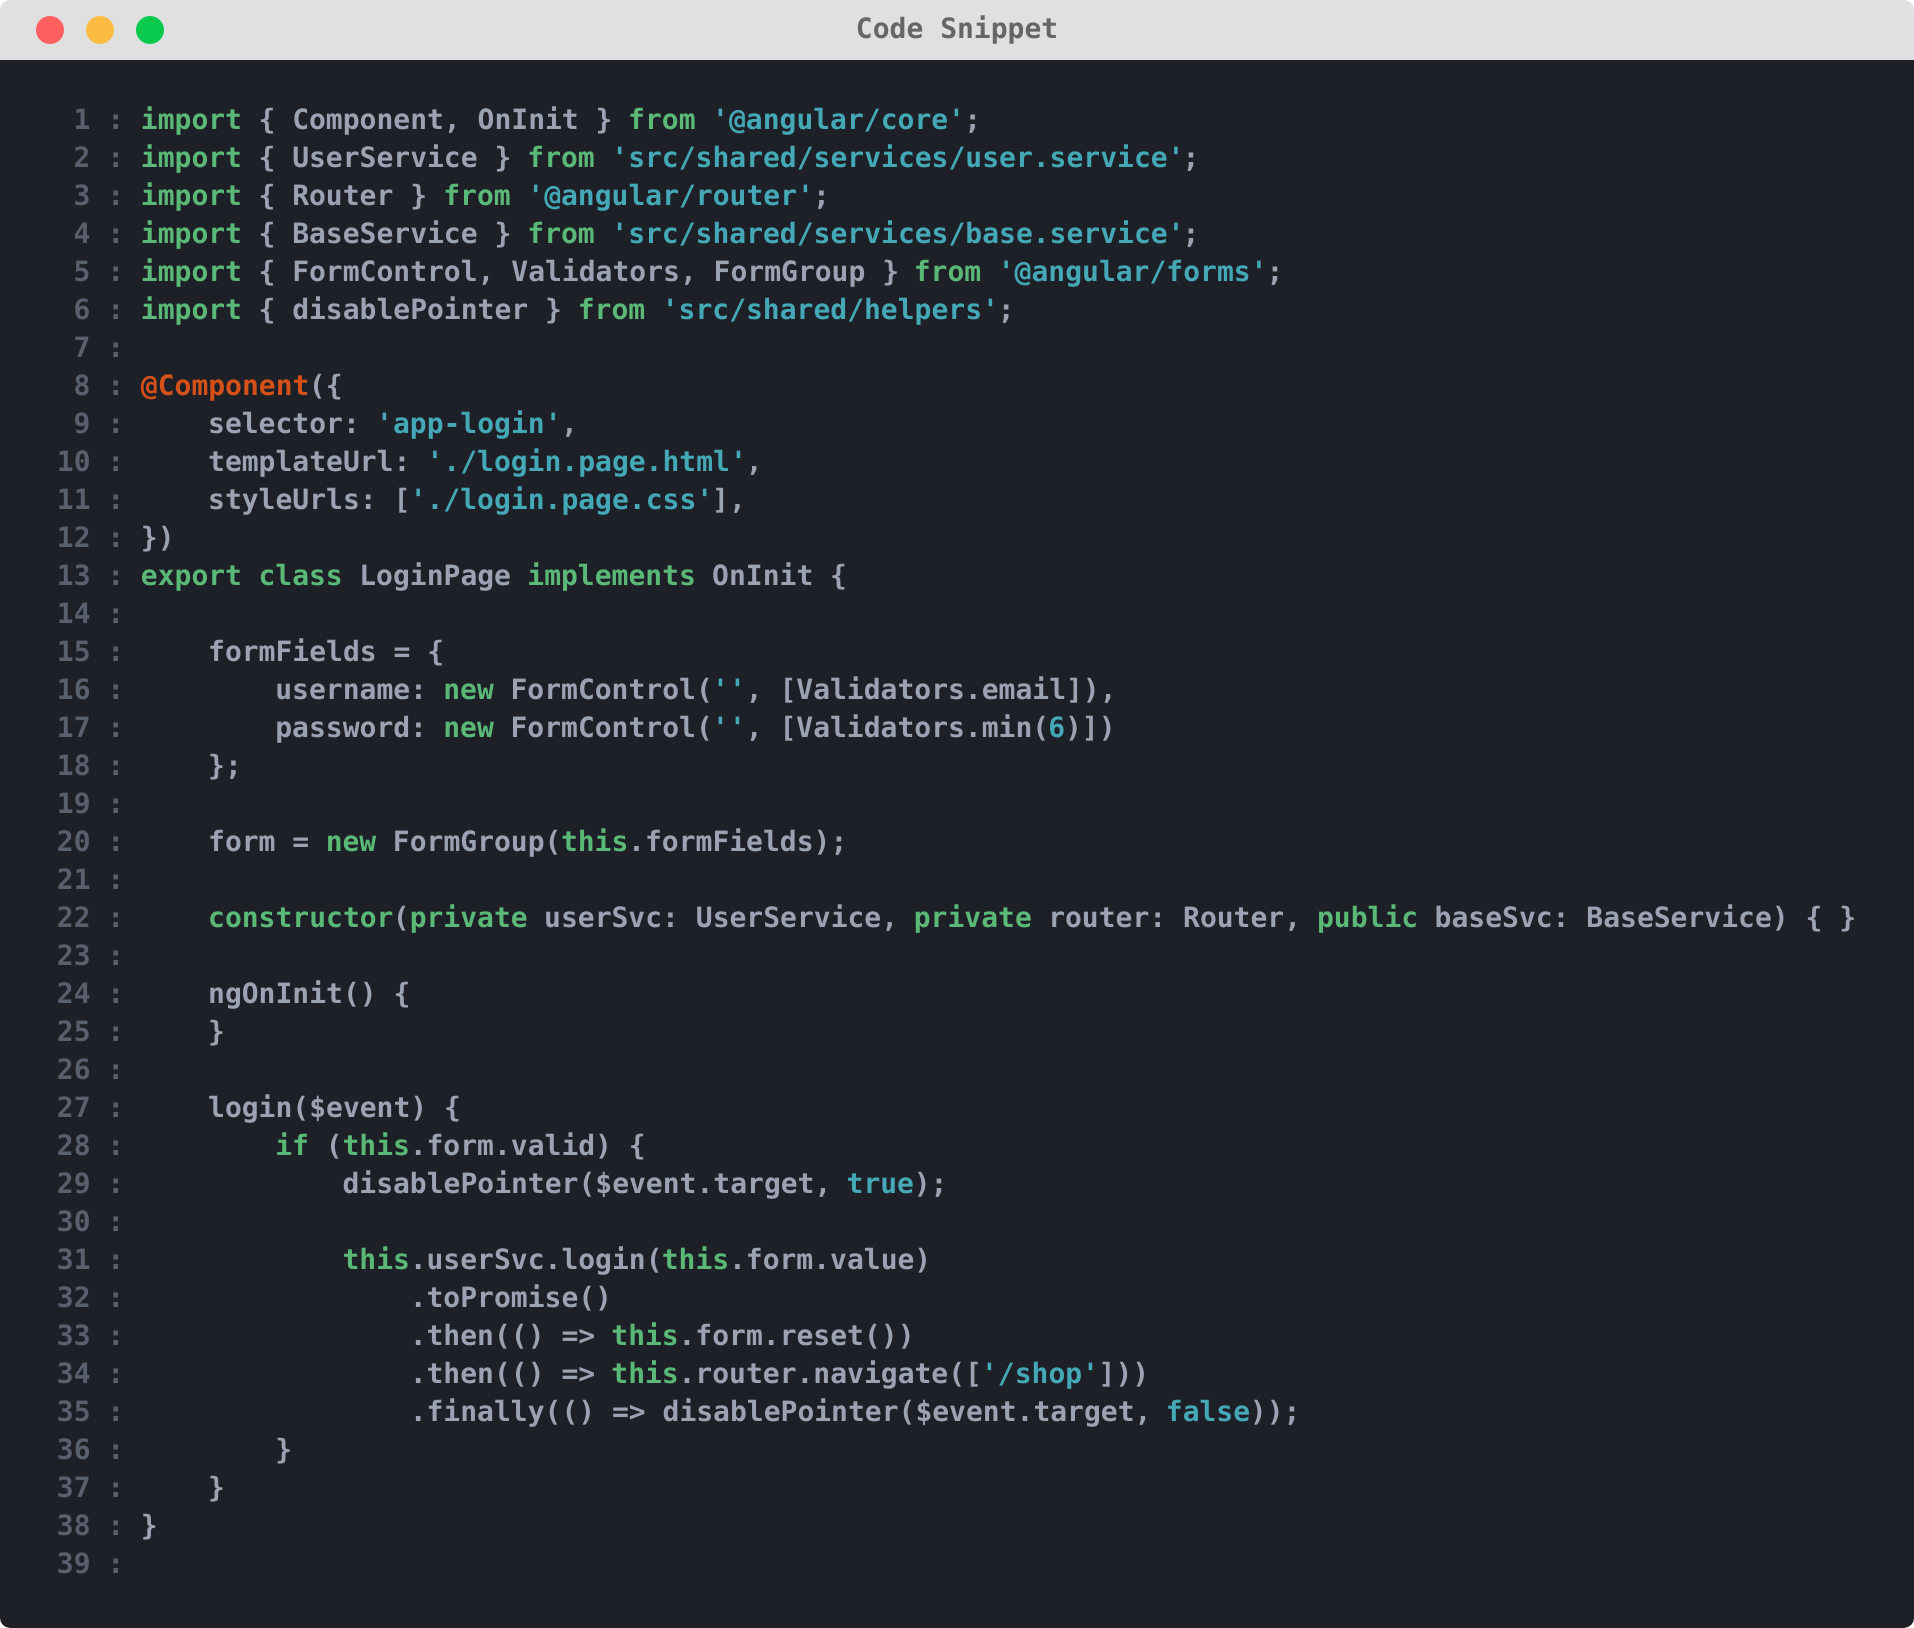 Code Snippet
1 : import { Component, OnInit } from '@angular/core';
2 : import { UserService } from 'src/shared/services/user.service';
3 : import { Router } from '@angular/router';
4 : import { BaseService } from 'src/shared/services/base.service';
5 : import { FormControl, Validators, FormGroup } from '@angular/forms';
6 : import { disablePointer } from 'src/shared/helpers';
7 :
8 : @Component({
9 :     selector: 'app-login',
10 :     templateUrl: './login.page.html',
11 :     styleUrls: ['./login.page.css'],
12 : })
13 : export class LoginPage implements OnInit {
14 :
15 :     formFields = {
16 :         username: new FormControl('', [Validators.email]),
17 :         password: new FormControl('', [Validators.min(6)])
18 :     };
19 :
20 :     form = new FormGroup(this.formFields);
21 :
22 :     constructor(private userSvc: UserService, private router: Router, public baseSvc: BaseService) { }
23 :
24 :     ngOnInit() {
25 :     }
26 :
27 :     login($event) {
28 :         if (this.form.valid) {
29 :             disablePointer($event.target, true);
30 :
31 :             this.userSvc.login(this.form.value)
32 :                 .toPromise()
33 :                 .then(() => this.form.reset())
34 :                 .then(() => this.router.navigate(['/shop']))
35 :                 .finally(() => disablePointer($event.target, false));
36 :         }
37 :     }
38 : }
39 :